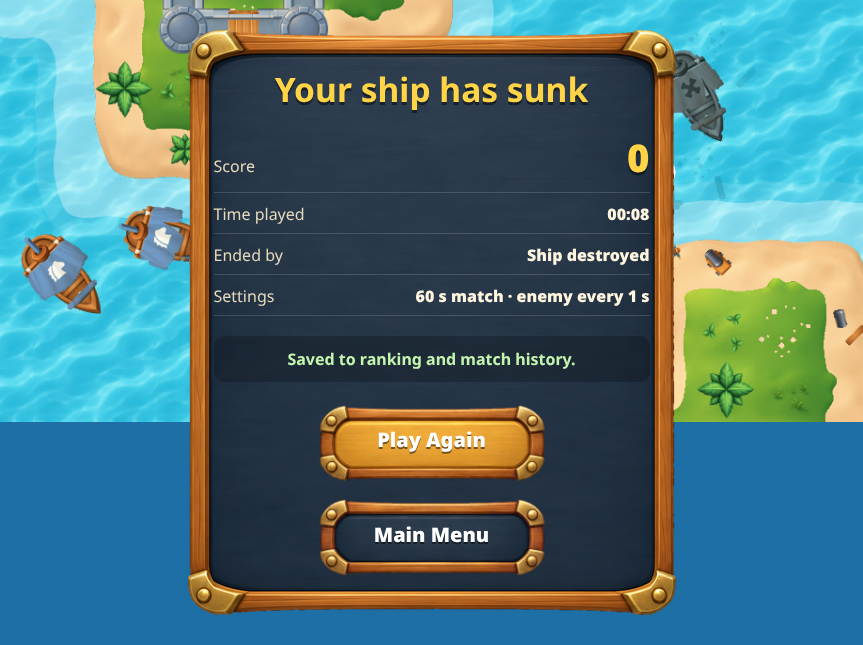 Your ship has sunk
Score 0
Time played 00:08
Ended by Ship destroyed
Settings 60 s match · enemy every 1 s
Saved to ranking and match history.
Play Again
Main Menu